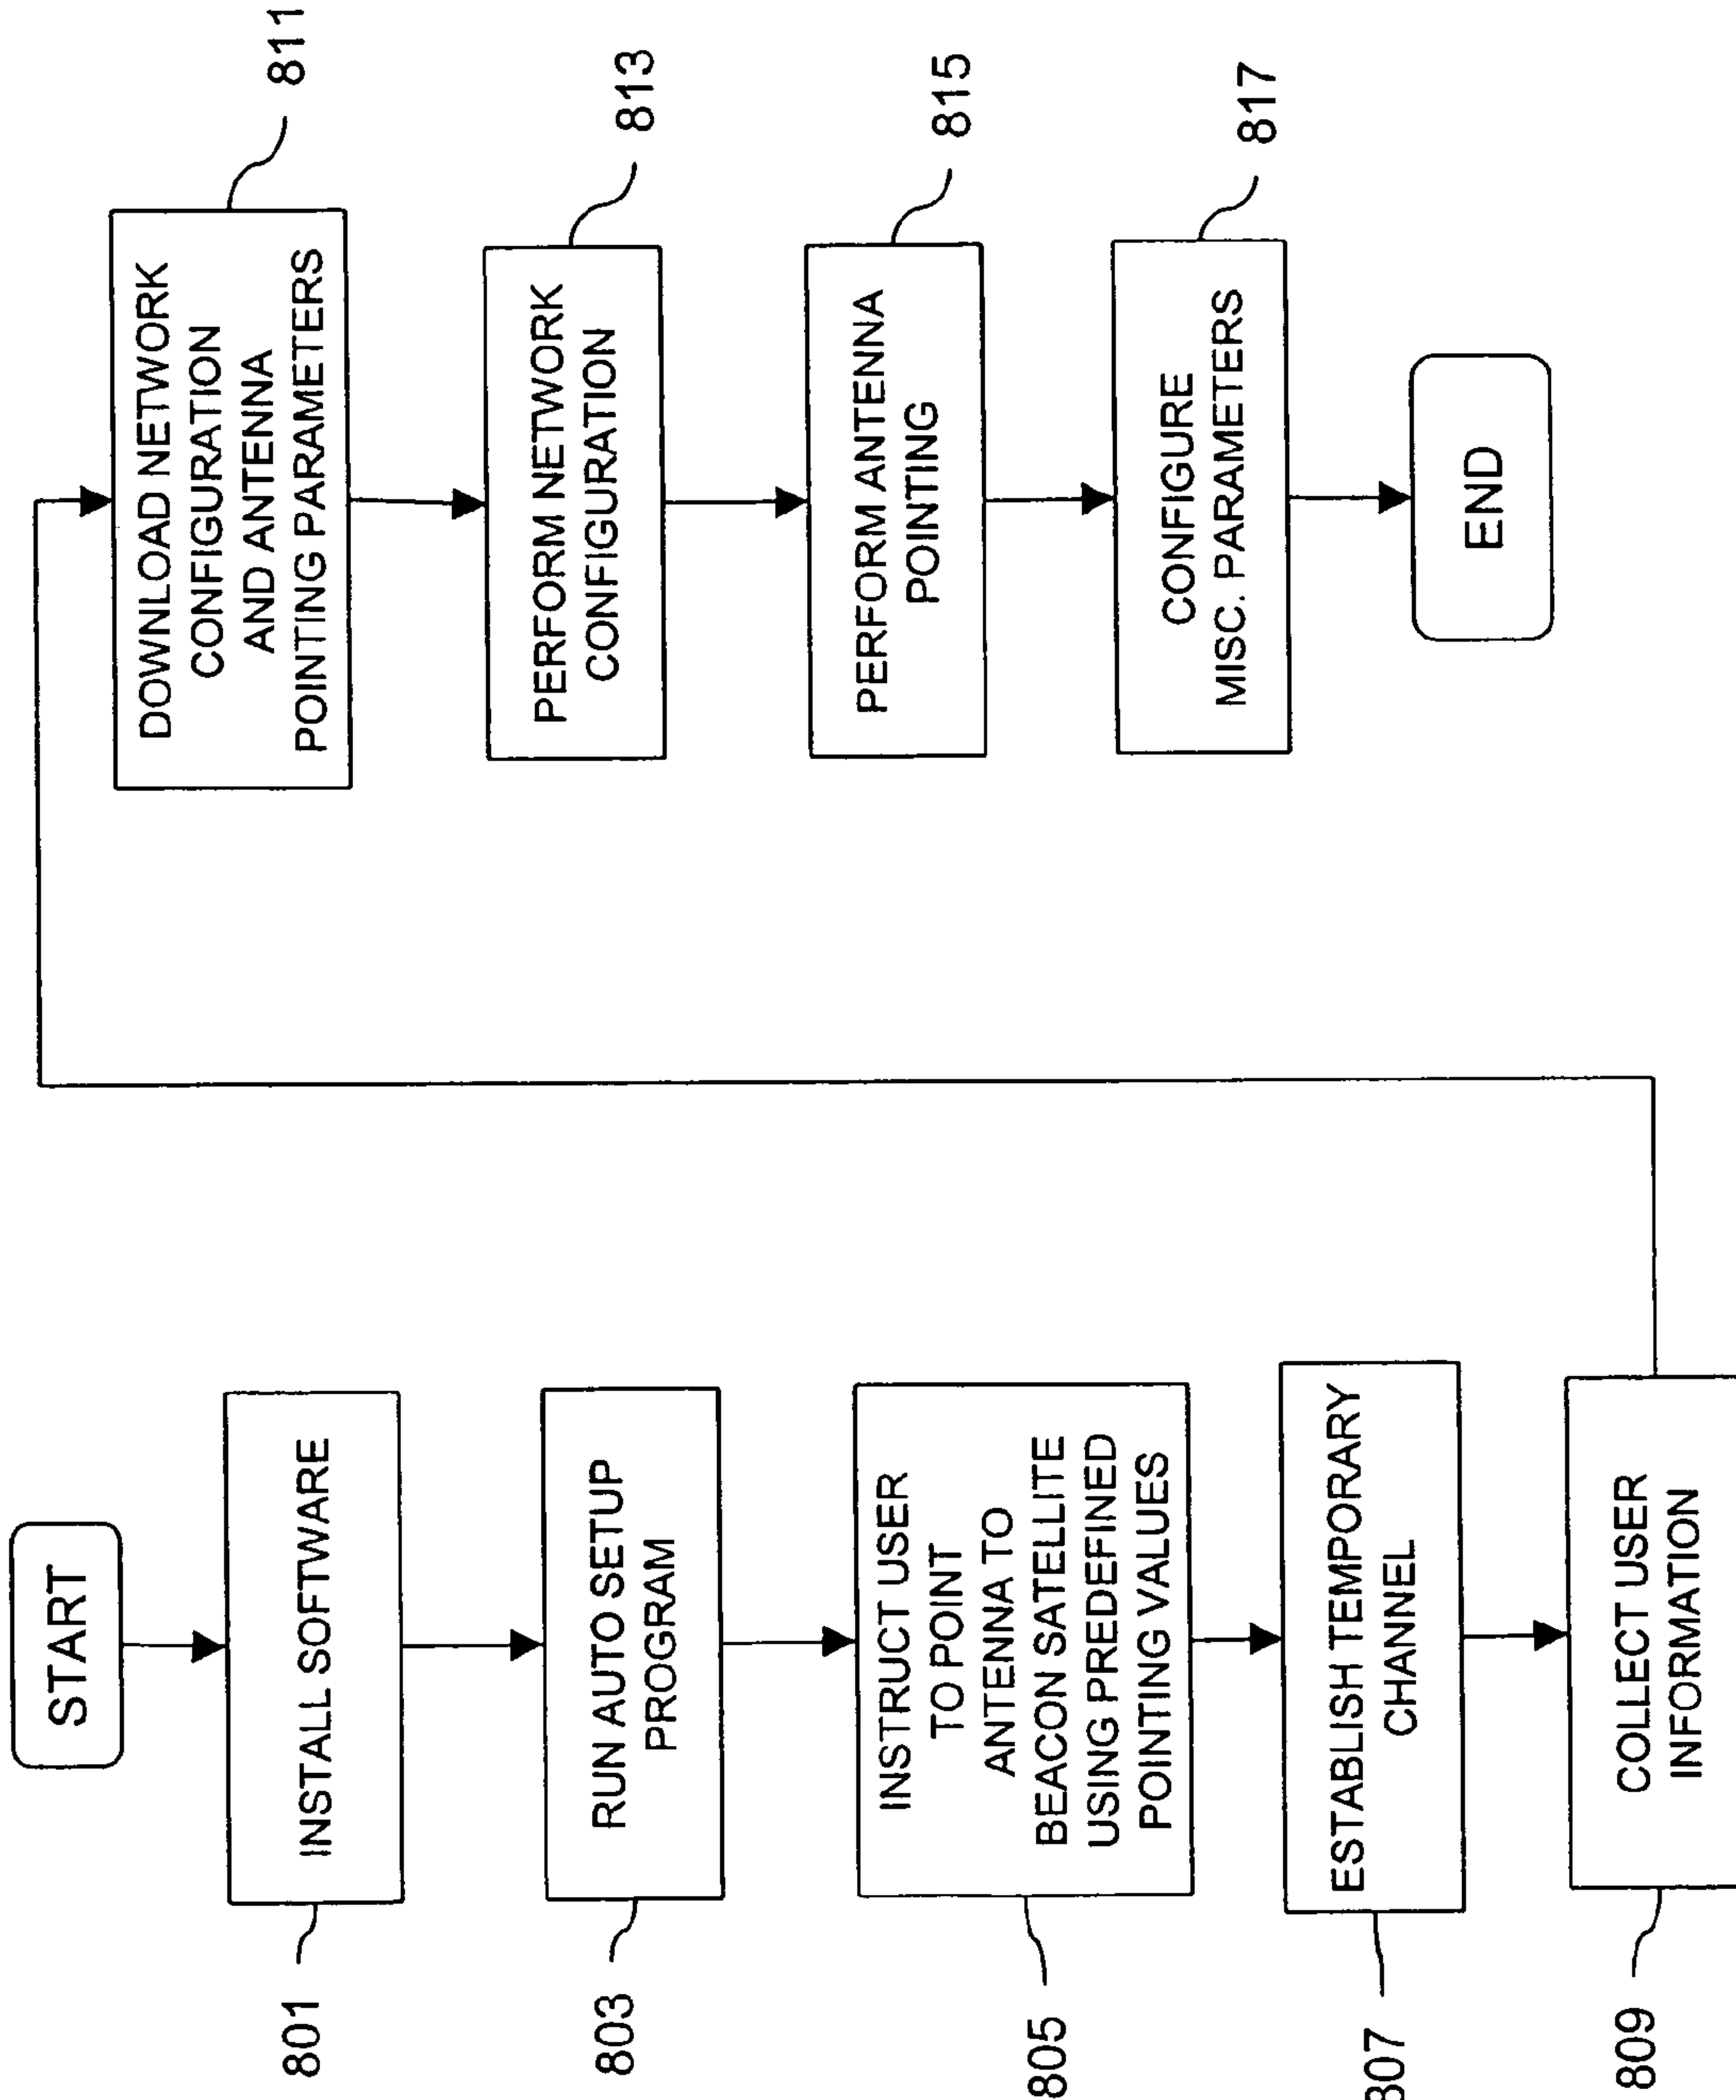 START
INSTALL SOFTWARE
801
RUN AUTO SETUP
PROGRAM
803
INSTRUCT USER
TO POINT
ANTENNA TO
BEACON SATELLITE
USING PREDEFINED
POINTING VALUES
805
ESTABLISH TEMPORARY
CHANNEL
807
COLLECT USER
INFORMATION
809
DOWNLOAD NETWORK
CONFIGURATION
AND ANTENNA
POINTING PARAMETERS
811
PERFORM NETWORK
CONFIGURATION
813
PERFORM ANTENNA
POINTING
815
CONFIGURE
MISC. PARAMETERS
817
END